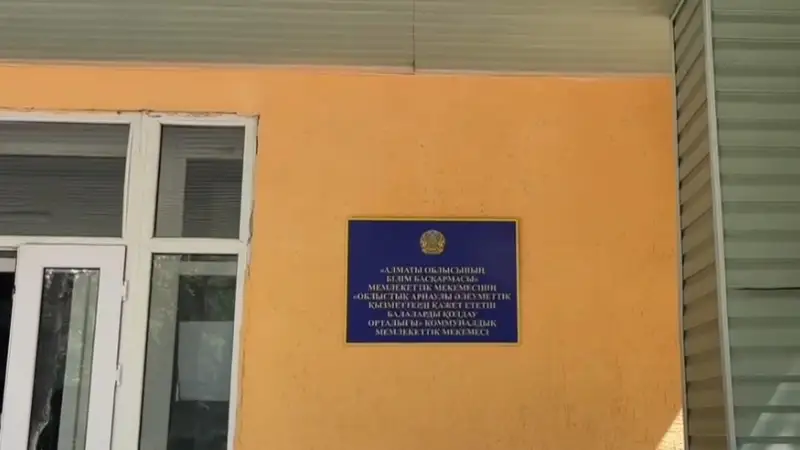 «АЛМАТЫ ОБЛЫСЫНЫҢ
БІЛІМ БАСҚАРМАСЫ»
МЕМЛЕКЕТТІК МЕКЕМЕСІНІҢ
«ОБЛЫСТЫҚ АРНАУЛЫ ӘЛЕУМЕТТІК
ҚЫЗМЕТТЕРДІ ҚАЖЕТ ЕТЕТІН
БАЛАЛАРДЫ ҚОЛДАУ
ОРТАЛЫҒЫ» КОММУНАЛДЫҚ
МЕМЛЕКЕТТІК МЕКЕМЕСІ